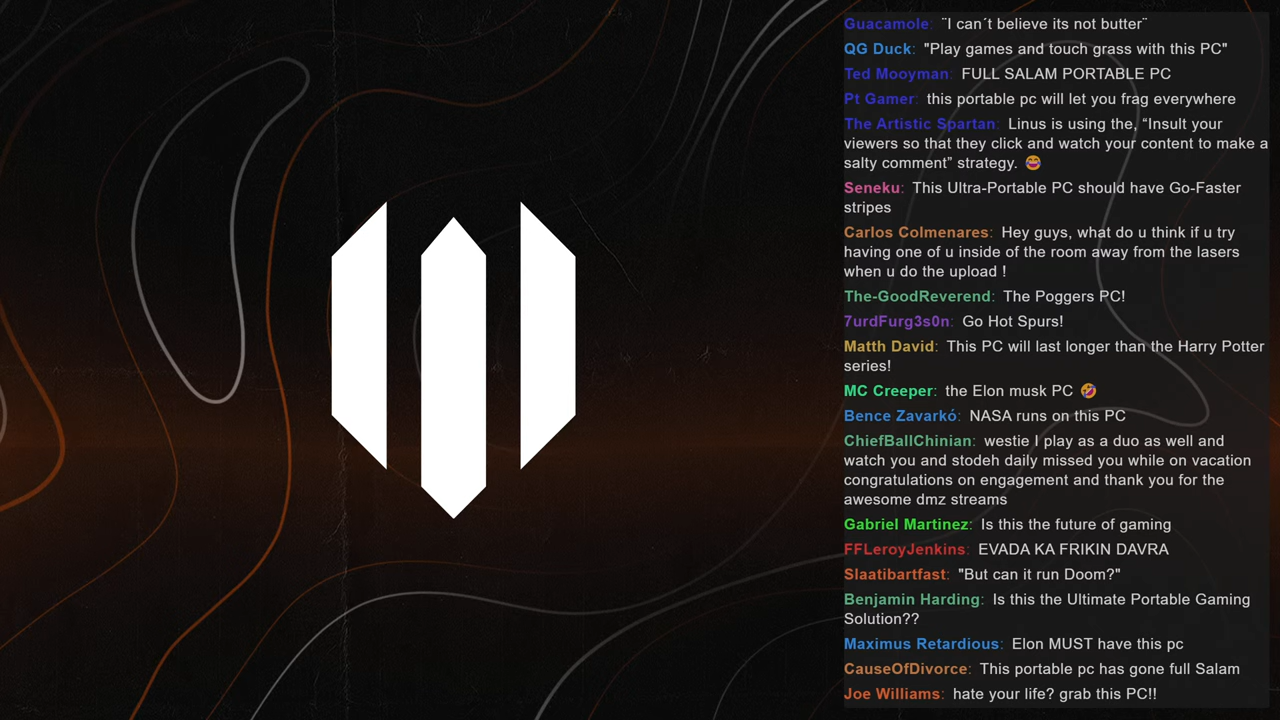 Guacamole: ¨I can´t believe its not butter¨
QG Duck: "Play games and touch grass with this PC"
Ted Mooyman: FULL SALAM PORTABLE PC
Pt Gamer: this portable pc will let you frag everywhere
The Artistic Spartan: Linus is using the, “Insult your
viewers so that they click and watch your content to make a
salty comment” strategy. 😂
Seneku: This Ultra-Portable PC should have Go-Faster
stripes
Carlos Colmenares: Hey guys, what do u think if u try
having one of u inside of the room away from the lasers
when u do the upload !
The-GoodReverend: The Poggers PC!
7urdFurg3s0n: Go Hot Spurs!
Matth David: This PC will last longer than the Harry Potter
series!
MC Creeper: the Elon musk PC 🤣
Bence Zavarkó: NASA runs on this PC
ChiefBallChinian: westie I play as a duo as well and
watch you and stodeh daily missed you while on vacation
congratulations on engagement and thank you for the
awesome dmz streams
Gabriel Martinez: Is this the future of gaming
FFLeroyJenkins: EVADA KA FRIKIN DAVRA
Slaatibartfast: "But can it run Doom?"
Benjamin Harding: Is this the Ultimate Portable Gaming
Solution??
Maximus Retardious: Elon MUST have this pc
CauseOfDivorce: This portable pc has gone full Salam
Joe Williams: hate your life? grab this PC!!